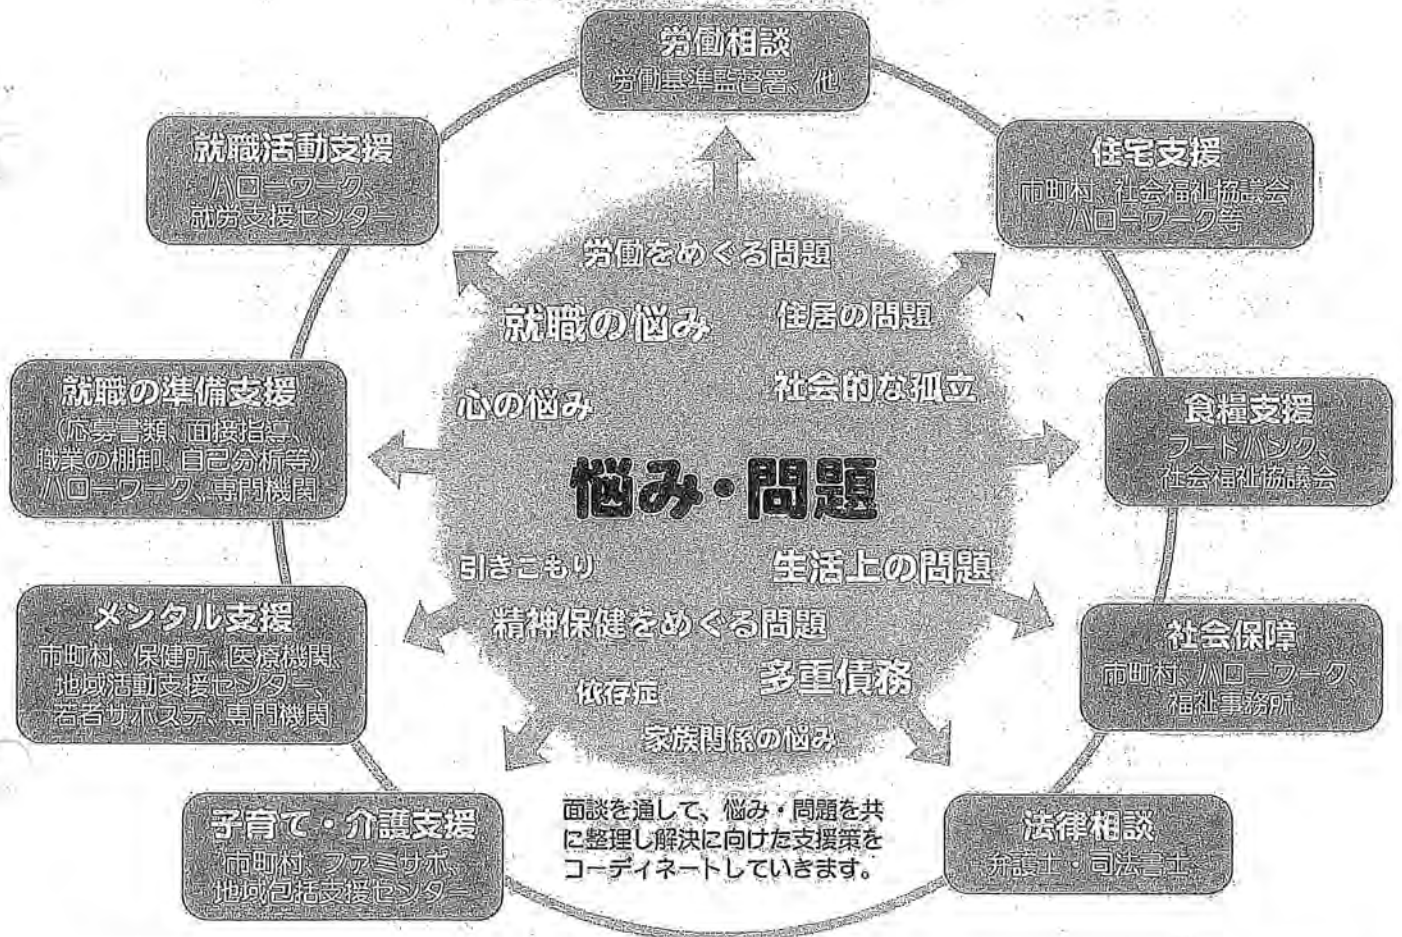 労働相談
労働基準監督署、他
就職活動支援
ハローワーク、
就労支援センター
住宅支援
市町村、社会福祉協議会
ハローワーク等
就職の準備支援
(応募書類、面接指導、
職業の棚卸、自己分析等)
ハローワーク、専門機関
食糧支援
フードバンク、
社会福祉協議会
メンタル支援
市町村、保健所、医療機関、
地域活動支援センター、
若者サポステ、専門機関
社会保障
市町村、ハローワーク、
福祉事務所
子育て・介護支援
市町村、ファミサポ、
地域包括支援センター
法律相談
弁護士・司法書士
労働をめぐる問題
就職の悩み
住居の問題
心の悩み
社会的な孤立
悩み・問題
引きこもり
生活上の問題
精神保健をめぐる問題
依存症
多重債務
家族関係の悩み
面談を通して、悩み・問題を共
に整理し解決に向けた支援策を
コーディネートしていきます。